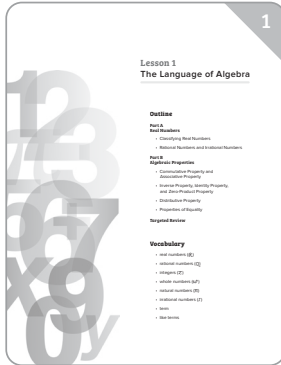 1
Lesson 1
The Language of Algebra
Outline
Part A
Real Numbers
› Classifying Real Numbers
› Rational Numbers and Irrational Numbers
Part B
Algebraic Properties
› Commutative Property and
Associative Property
› Inverse Property, Identity Property,
and Zero-Product Property
› Distributive Property
› Properties of Equality
Targeted Review
Vocabulary
› real numbers (ℝ)
› rational numbers (ℚ)
› integers (ℤ)
› whole numbers (𝕎)
› natural numbers (ℕ)
› irrational numbers (𝕀)
› term
› like terms